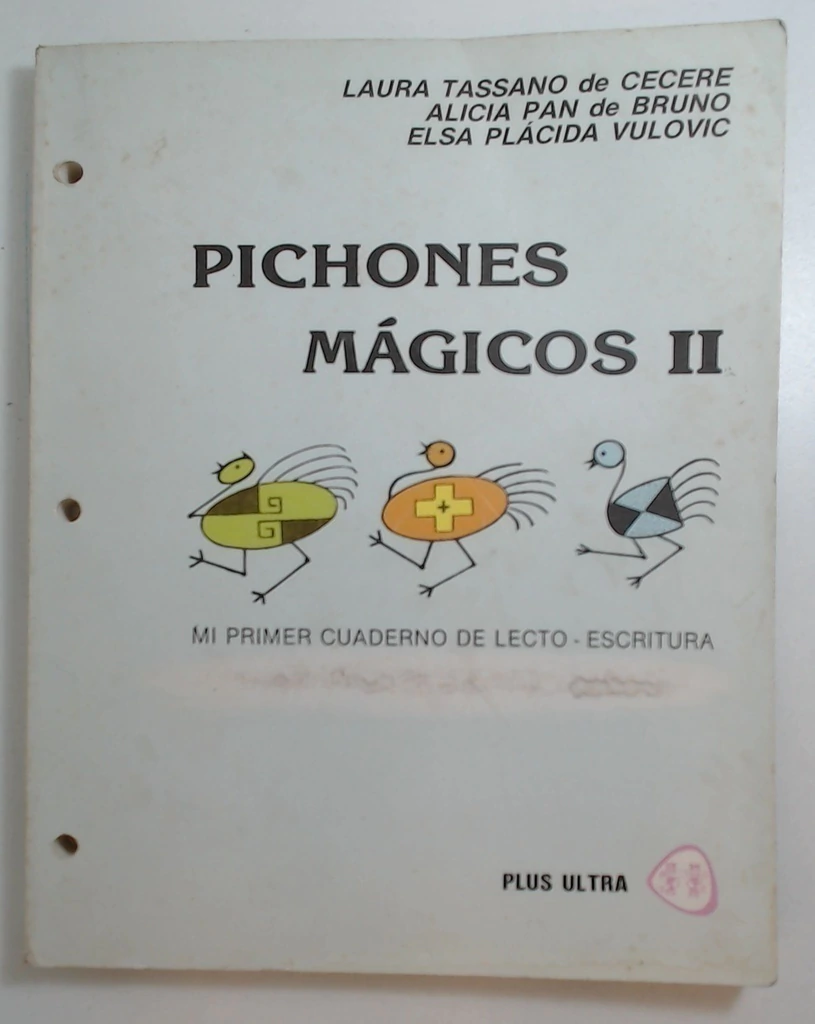 LAURA TASSANO de CECERE
ALICIA PAN de BRUNO
ELSA PLÁCIDA VULOVIC
PICHONES
MÁGICOS II
MI PRIMER CUADERNO DE LECTO - ESCRITURA
PLUS ULTRA